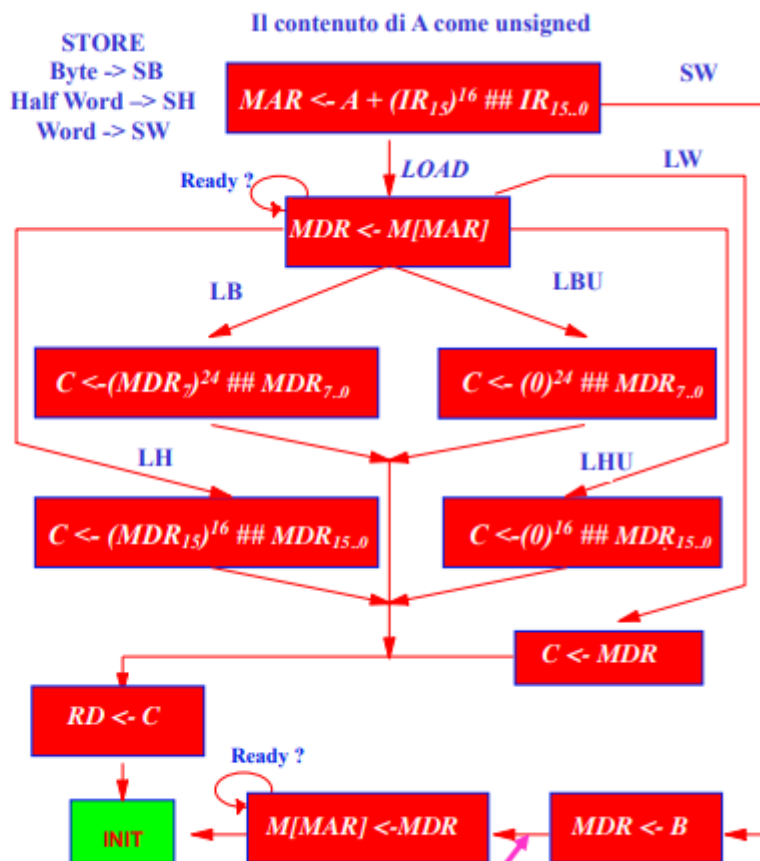 Il contenuto di A come unsigned
STORE
Byte -> SB
Half Word –> SH
Word -> SW
MAR <- A + (IR15)16 ## IR15..0
SW
LOAD
LW
Ready ?
MDR <- M[MAR]
LB
LBU
C <-(MDR7)24 ## MDR7..0
C <- (0)24 ## MDR7..0
LH
LHU
C <- (MDR15)16 ## MDR15..0
C <-(0)16 ## MDR15..0
C <- MDR
RD <- C
Ready ?
INIT
M[MAR] <-MDR
MDR <- B